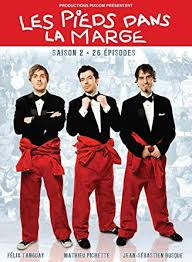 PRODUCTIONS PIXCOM PRÉSENTENT
LES PIEDS DANS
LA MARGE
SAISON 2 • 26 ÉPISODES
FÉLIX TANGUAY MATHIEU PICHETTE JEAN-SÉBASTIEN BUSQUE